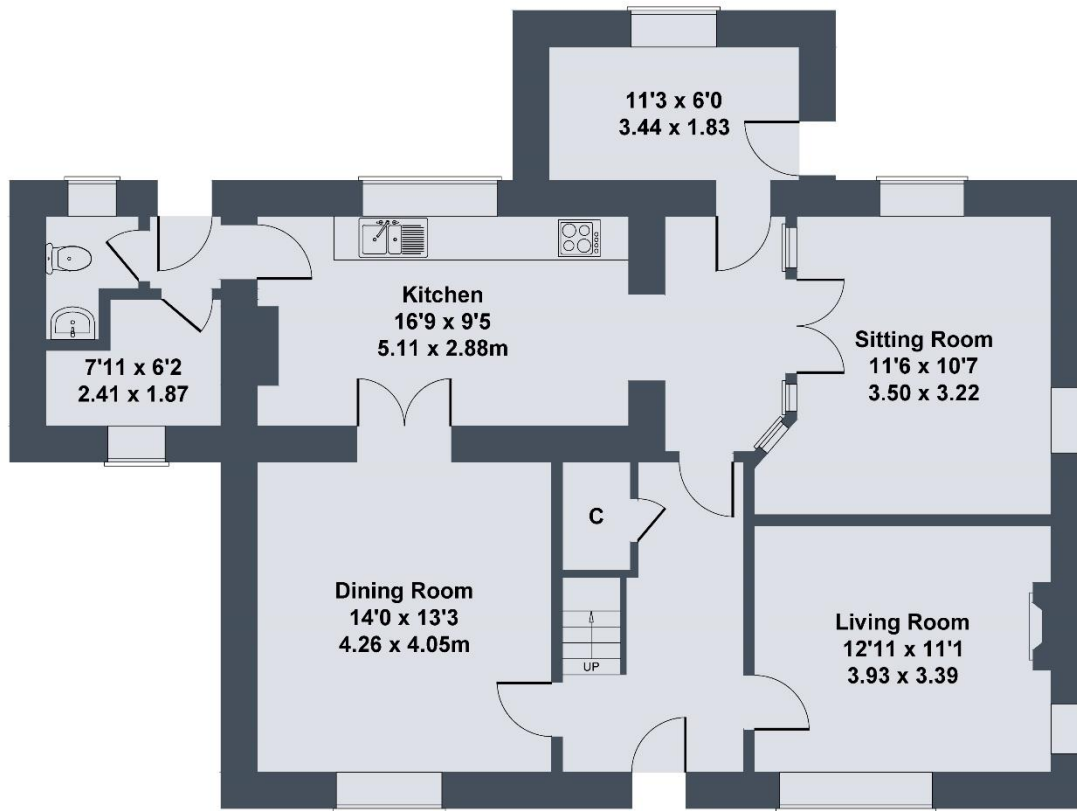 11'3 x 6'0
3.44 x 1.83
Kitchen
16'9 x 9'5
5.11 x 2.88m
Sitting Room
11'6 x 10'7
3.50 x 3.22
7'11 x 6'2
2.41 x 1.87
C
Dining Room
14'0 x 13'3
4.26 x 4.05m
UP
Living Room
12'11 x 11'1
3.93 x 3.39